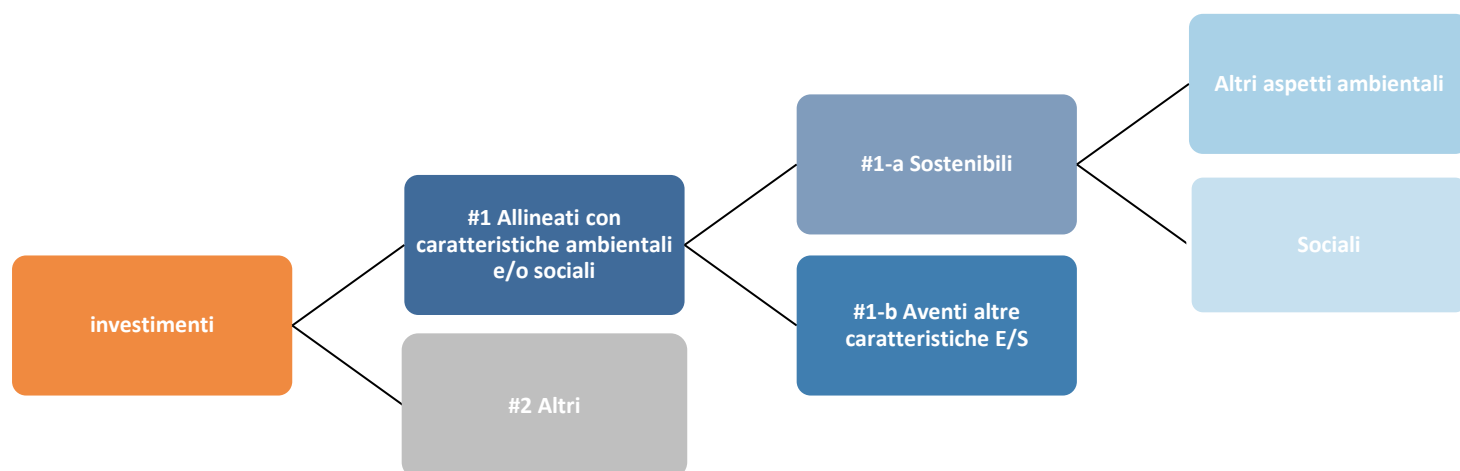 investimenti
#1 Allineati con
caratteristiche ambientali
e/o sociali
#2 Altri
#1-a Sostenibili
#1-b Aventi altre
caratteristiche E/S
Altri aspetti ambientali
Sociali